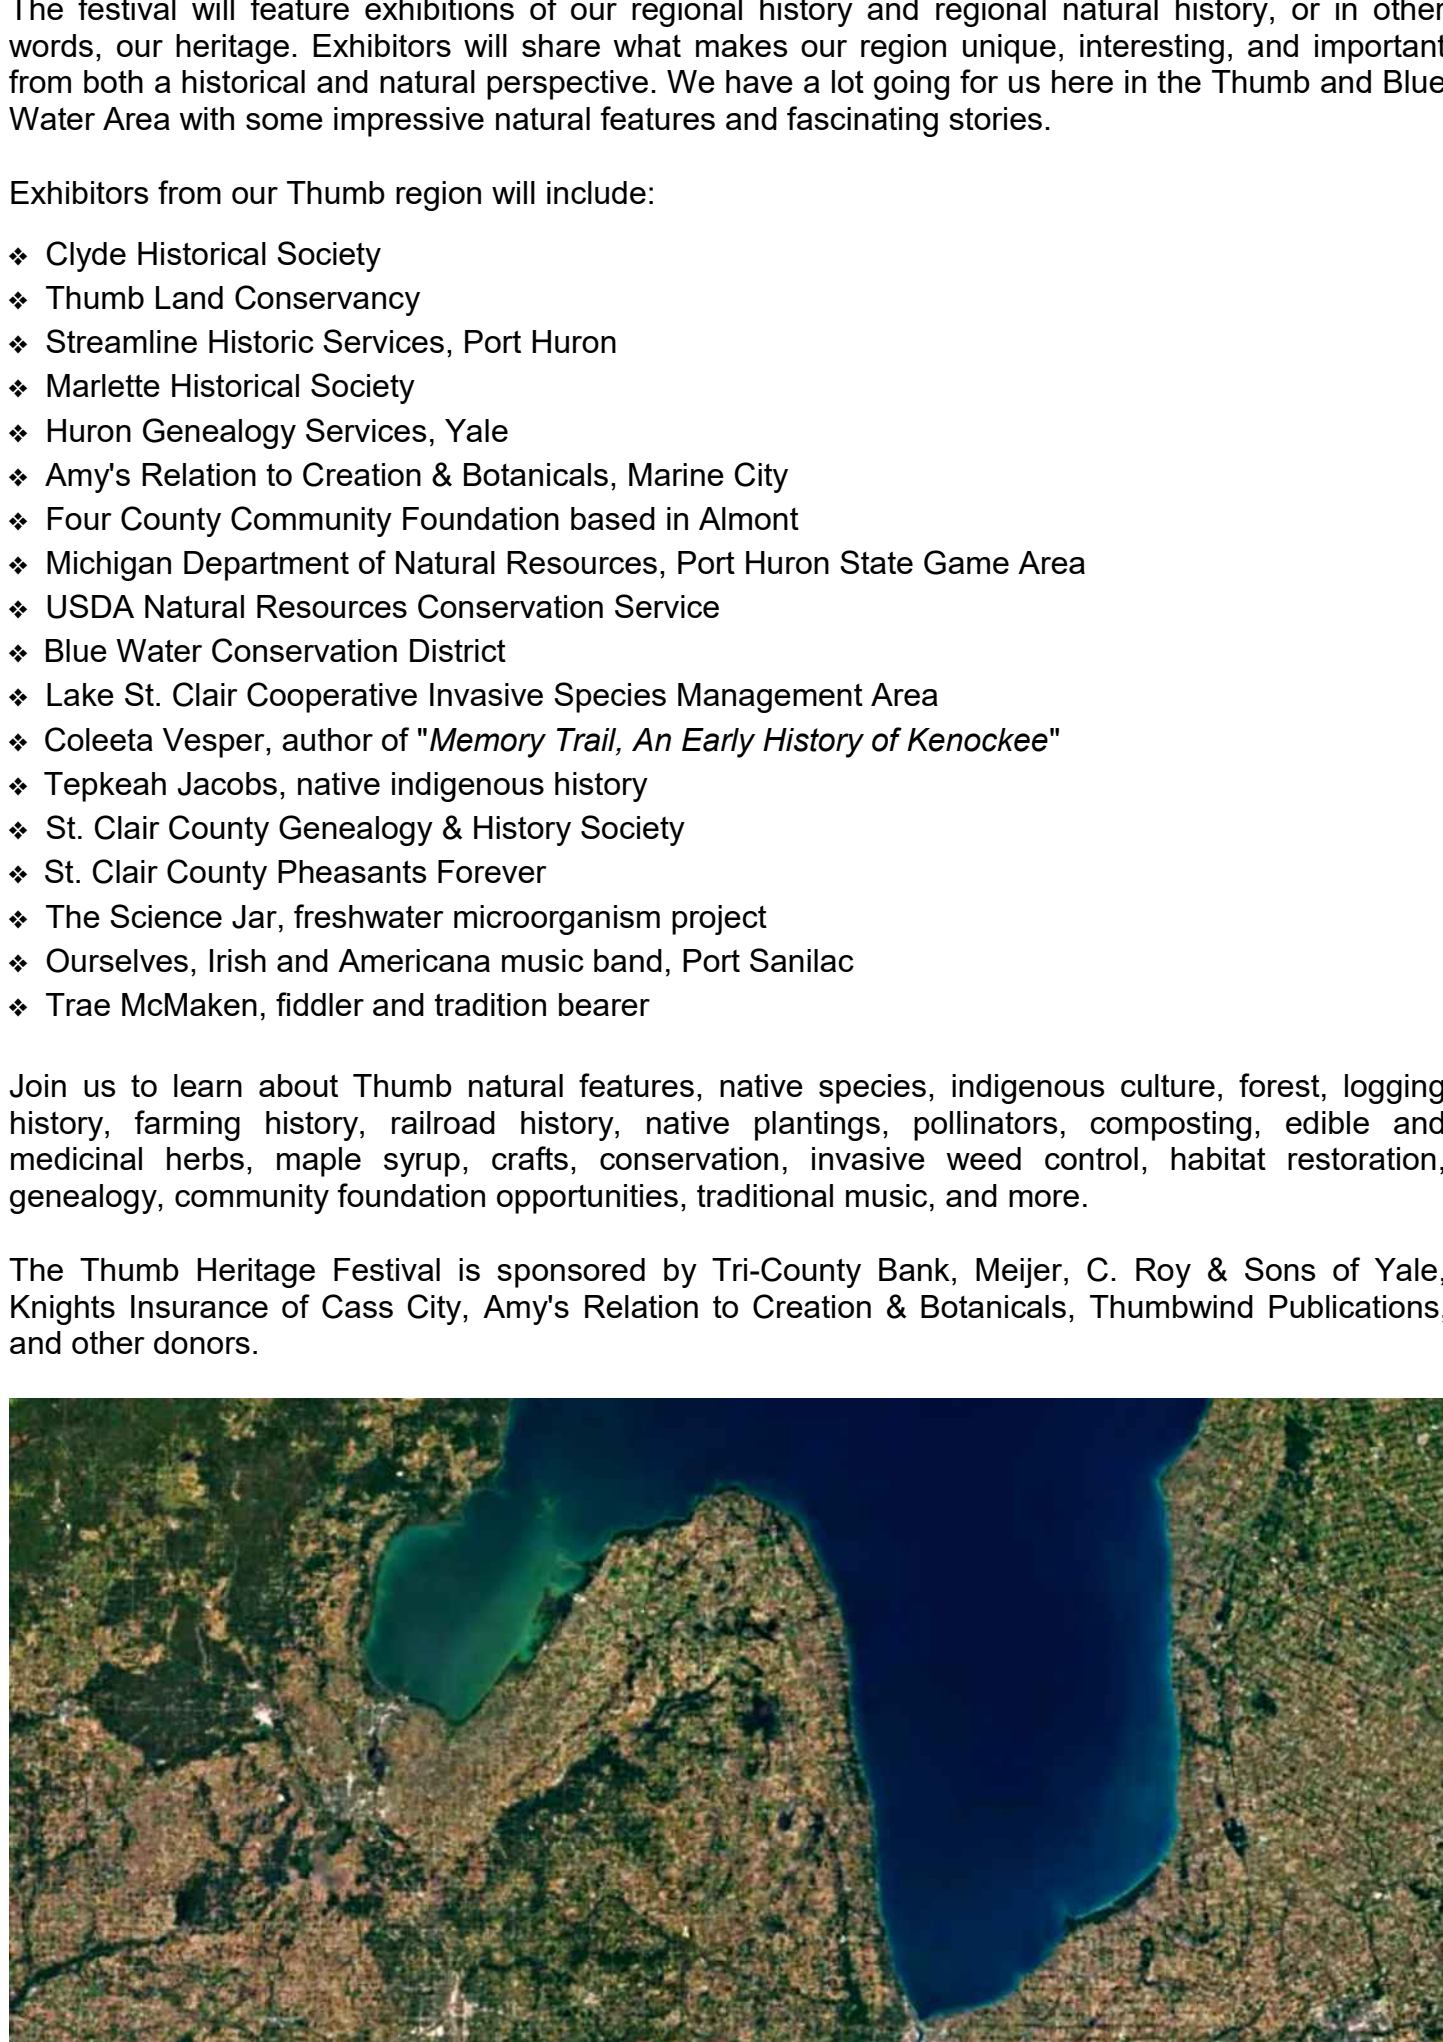 The festival will feature exhibitions of our regional history and regional natural history, or in other
words, our heritage. Exhibitors will share what makes our region unique, interesting, and important
from both a historical and natural perspective. We have a lot going for us here in the Thumb and Blue
Water Area with some impressive natural features and fascinating stories.
Exhibitors from our Thumb region will include:
❖ Clyde Historical Society
❖ Thumb Land Conservancy
❖ Streamline Historic Services, Port Huron
❖ Marlette Historical Society
❖ Huron Genealogy Services, Yale
❖ Amy's Relation to Creation & Botanicals, Marine City
❖ Four County Community Foundation based in Almont
❖ Michigan Department of Natural Resources, Port Huron State Game Area
❖ USDA Natural Resources Conservation Service
❖ Blue Water Conservation District
❖ Lake St. Clair Cooperative Invasive Species Management Area
❖ Coleeta Vesper, author of "Memory Trail, An Early History of Kenockee"
❖ Tepkeah Jacobs, native indigenous history
❖ St. Clair County Genealogy & History Society
❖ St. Clair County Pheasants Forever
❖ The Science Jar, freshwater microorganism project
❖ Ourselves, Irish and Americana music band, Port Sanilac
❖ Trae McMaken, fiddler and tradition bearer
Join us to learn about Thumb natural features, native species, indigenous culture, forest, logging
history, farming history, railroad history, native plantings, pollinators, composting, edible and
medicinal herbs, maple syrup, crafts, conservation, invasive weed control, habitat restoration,
genealogy, community foundation opportunities, traditional music, and more.
The Thumb Heritage Festival is sponsored by Tri-County Bank, Meijer, C. Roy & Sons of Yale,
Knights Insurance of Cass City, Amy's Relation to Creation & Botanicals, Thumbwind Publications,
and other donors.